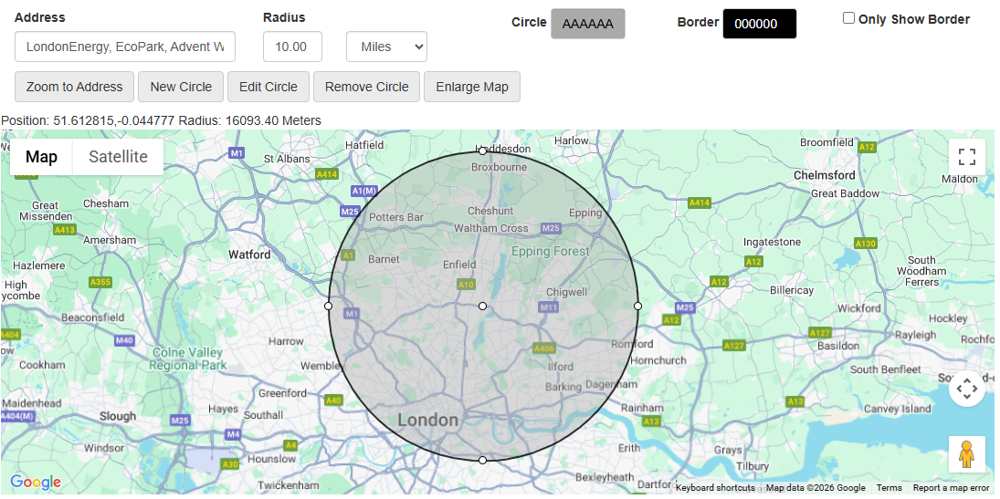 Address
Radius
Circle AAAAAA
Border 000000
Only Show Border
LondonEnergy, EcoPark, Advent W
10.00
Miles
Zoom to Address
New Circle
Edit Circle
Remove Circle
Enlarge Map
Position: 51.612815,-0.044777 Radius: 16093.40 Meters
Map
Satellite
Hatfield
Hoddesdon
Harlow
Broomfield
A12
M1
St Albans
A414
Broxbourne
Chelmsford
Maldon
A1(M)
Great Baddow
Great
Missenden
Chesham
M25
Potters Bar
Cheshunt
Epping
A414
A413
Waltham Cross
M25
Amersham
Watford
A1
Barnet
Enfield
Epping Forest
Ingatestone
A130
Hazlemere
A12
South
Woodham
Ferrers
High
ycombe
A355
A10
Chigwell
A12
Billericay
Beaconsfield
M1
M11
M25
A12
Wickford
Hockley
A404
M40
Harrow
A406
Romford
A127
A127
Rayleigh
Rochfo
ow
Colne Valley
Regional Park
Basildon
Cookham
Wembley
Ilford
Hornchurch
South Benfleet
Greenford
A40
Barking
Dagenham
Maidenhead
A404(M)
Slough
Hayes
Southall
London
Rainham
A13
A13
Canvey Island
M25
M4
Windsor
A4
Erith
Grays
Hounslow
A30
Tilbury
Google
Twickenham
Bexleyheath
Dartfor
Keyboard shortcuts
Map data ©2026 Google
Terms
Report a map error